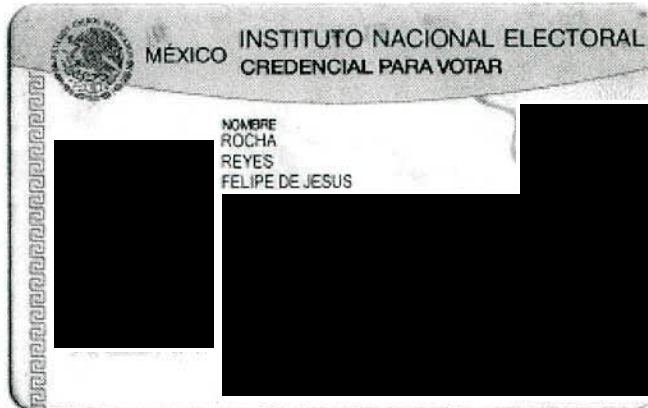 MÉXICO
INSTITUTO NACIONAL ELECTORAL
CREDENCIAL PARA VOTAR
NOMBRE
ROCHA
REYES
FELIPE DE JESUS